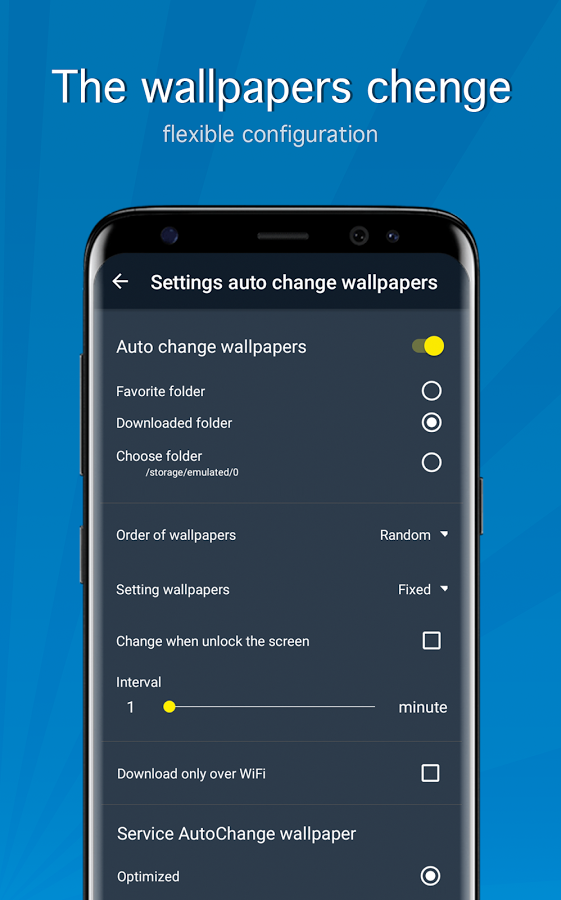 The wallpapers chenge
flexible configuration
Settings auto change wallpapers
Auto change wallpapers
Favorite folder
Downloaded folder
Choose folder
/storage/emulated/0
Order of wallpapers Random
Setting wallpapers Fixed
Change when unlock the screen
Interval
1 minute
Download only over WiFi
Service AutoChange wallpaper
Optimized